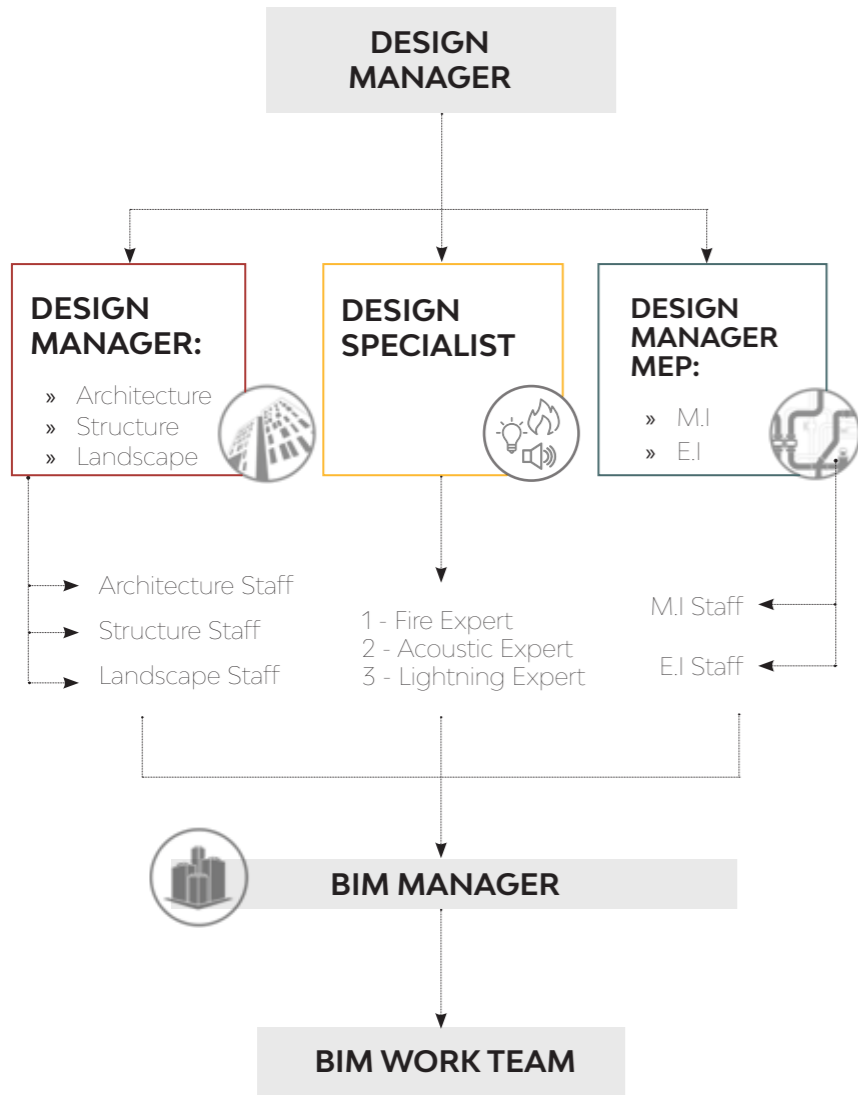 DESIGN
MANAGER
DESIGN
MANAGER:
» Architecture
» Structure
» Landscape
DESIGN
SPECIALIST
DESIGN
MANAGER
MEP:
» M.I
» E.I
Architecture Staff
Structure Staff
Landscape Staff
1 - Fire Expert
2 - Acoustic Expert
3 - Lightning Expert
M.I Staff
E.I Staff
BIM MANAGER
BIM WORK TEAM